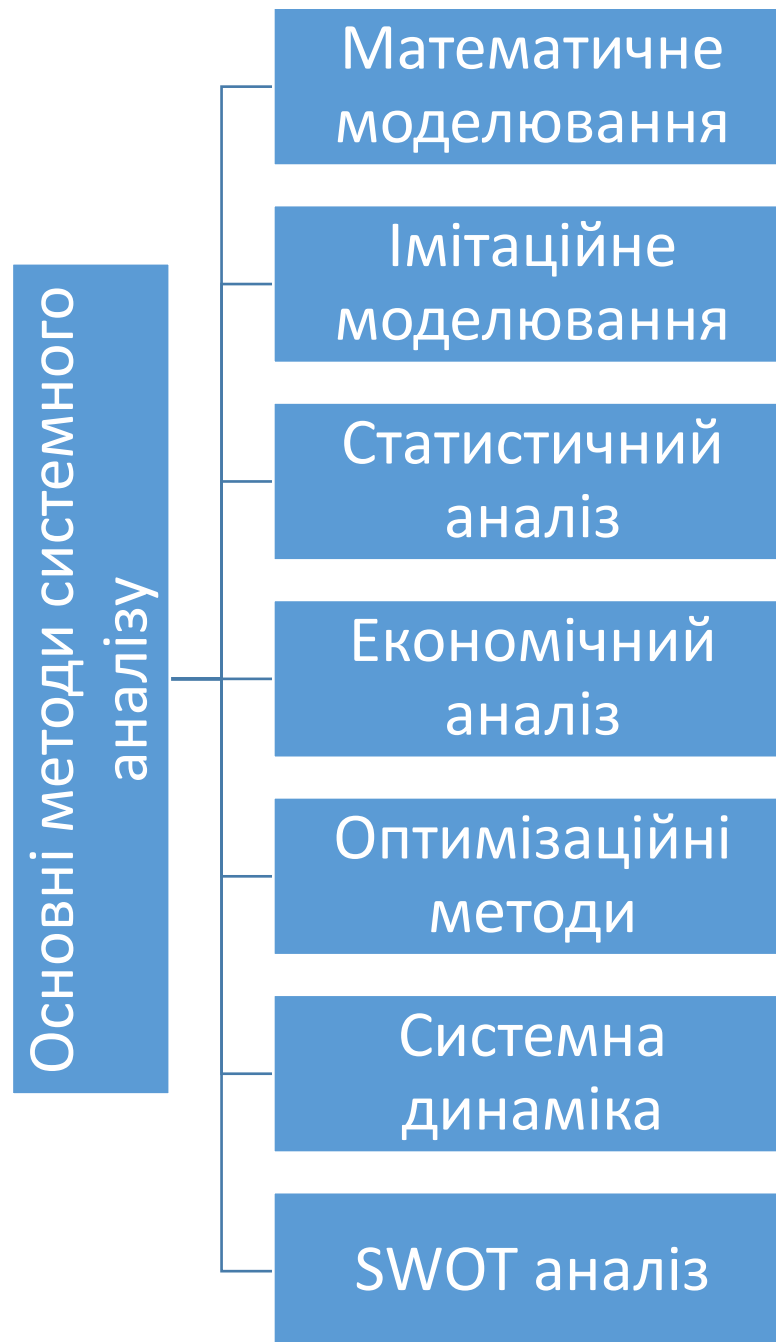 Основні методи системного
аналізу
Математичне
моделювання
Імітаційне
моделювання
Статистичний
аналіз
Економічний
аналіз
Оптимізаційні
методи
Системна
динаміка
SWOT аналіз